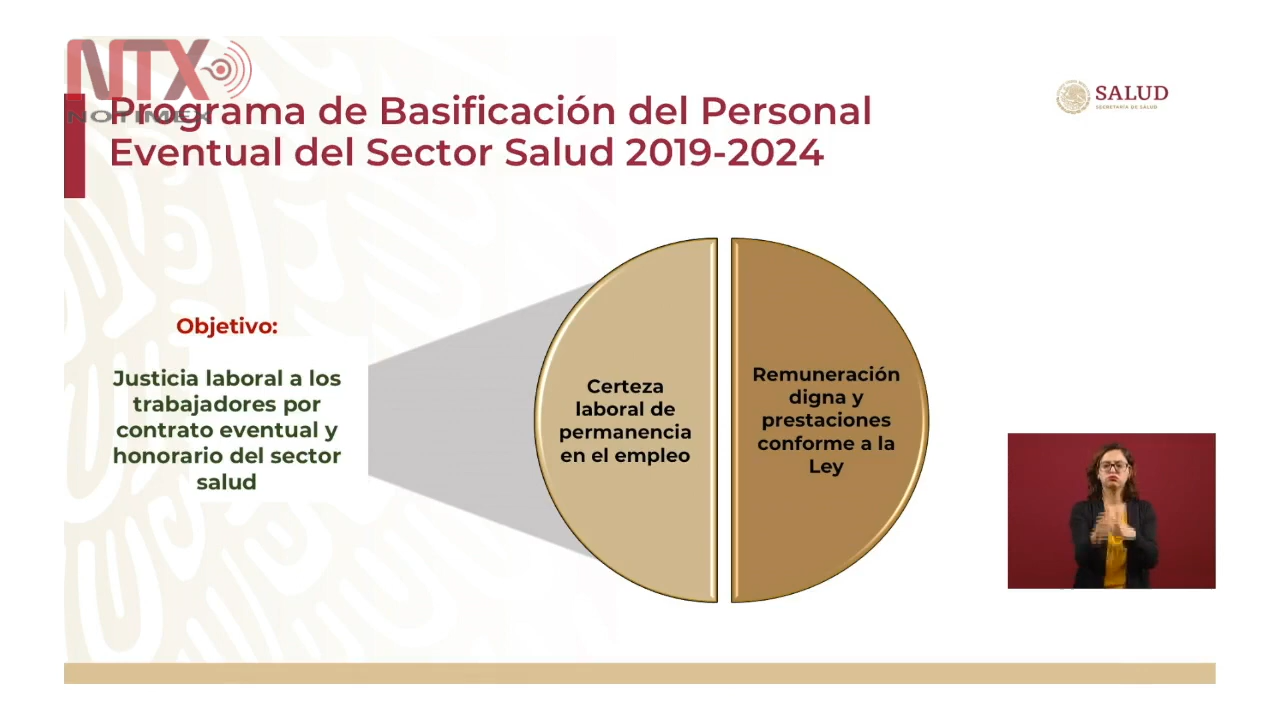 NTX
NOTIMEX
Programa de Basificación del Personal
Eventual del Sector Salud 2019-2024
SALUD
SECRETARÍA DE SALUD
Objetivo:
Justicia laboral a los
trabajadores por
contrato eventual y
honorario del sector
salud
Certeza
laboral de
permanencia
en el empleo
Remuneración
digna y
prestaciones
conforme a la
Ley